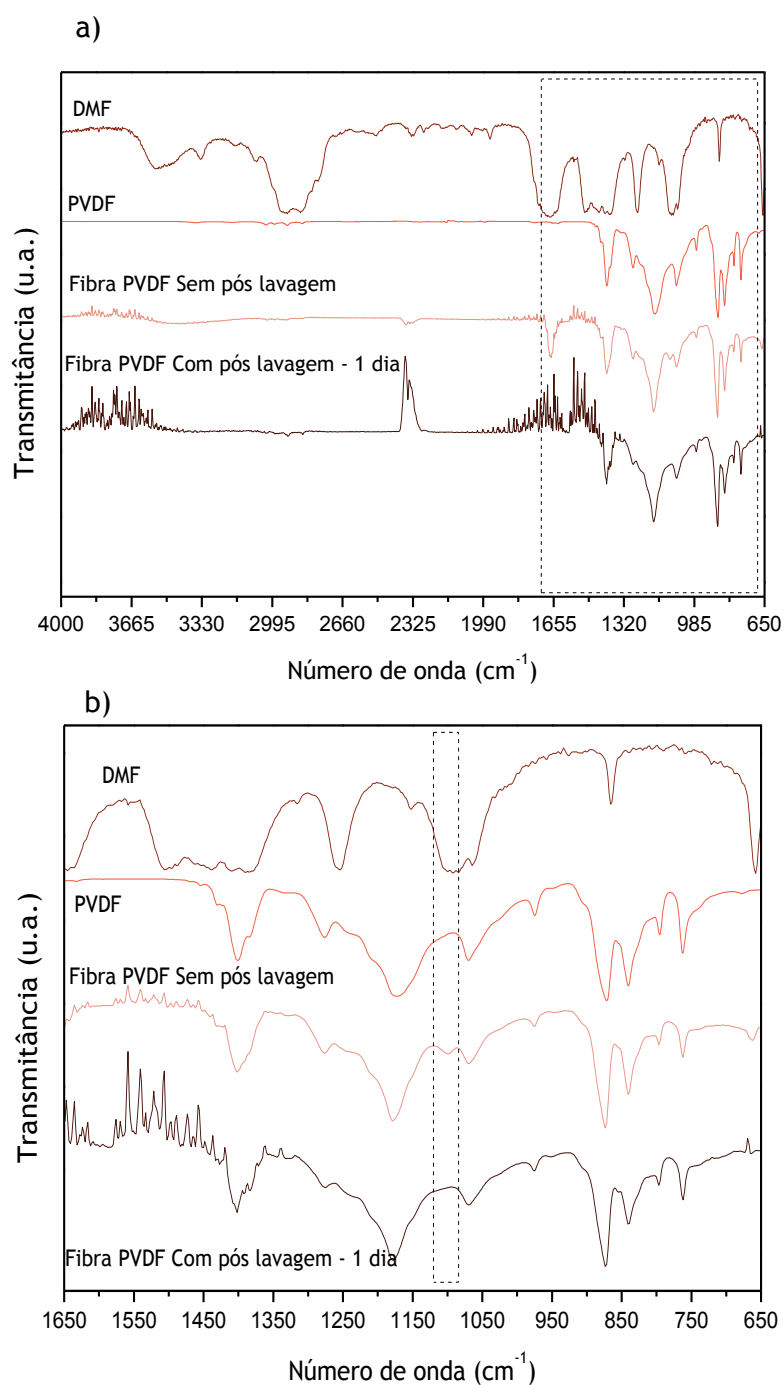 a)
DMF
PVDF
Fibra PVDF Sem pós lavagem
Fibra PVDF Com pós lavagem - 1 dia
Transmitância (u.a.)
4000 3665 3330 2995 2660 2325 1990 1655 1320 985 650
Número de onda (cm⁻¹)
b)
DMF
PVDF
Fibra PVDF Sem pós lavagem
Fibra PVDF Com pós lavagem - 1 dia
Transmitância (u.a.)
1650 1550 1450 1350 1250 1150 1050 950 850 750 650
Número de onda (cm⁻¹)